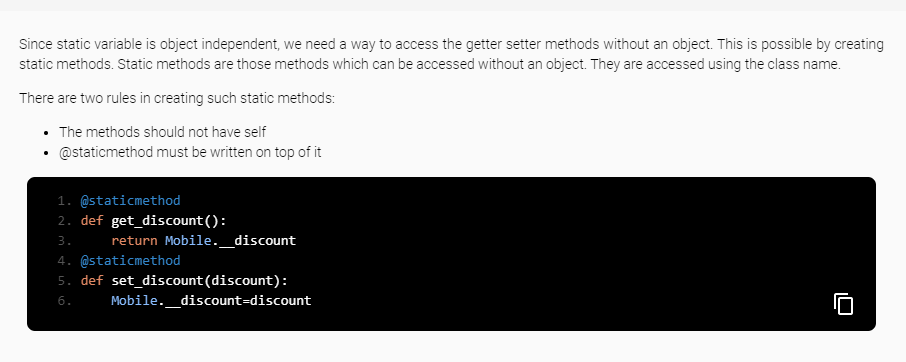 Since static variable is object independent, we need a way to access the getter setter methods without an object. This is possible by creating
static methods. Static methods are those methods which can be accessed without an object. They are accessed using the class name.
There are two rules in creating such static methods:
• The methods should not have self
• @staticmethod must be written on top of it
1. @staticmethod
2. def get_discount():
3.     return Mobile.__discount
4. @staticmethod
5. def set_discount(discount):
6.     Mobile.__discount=discount